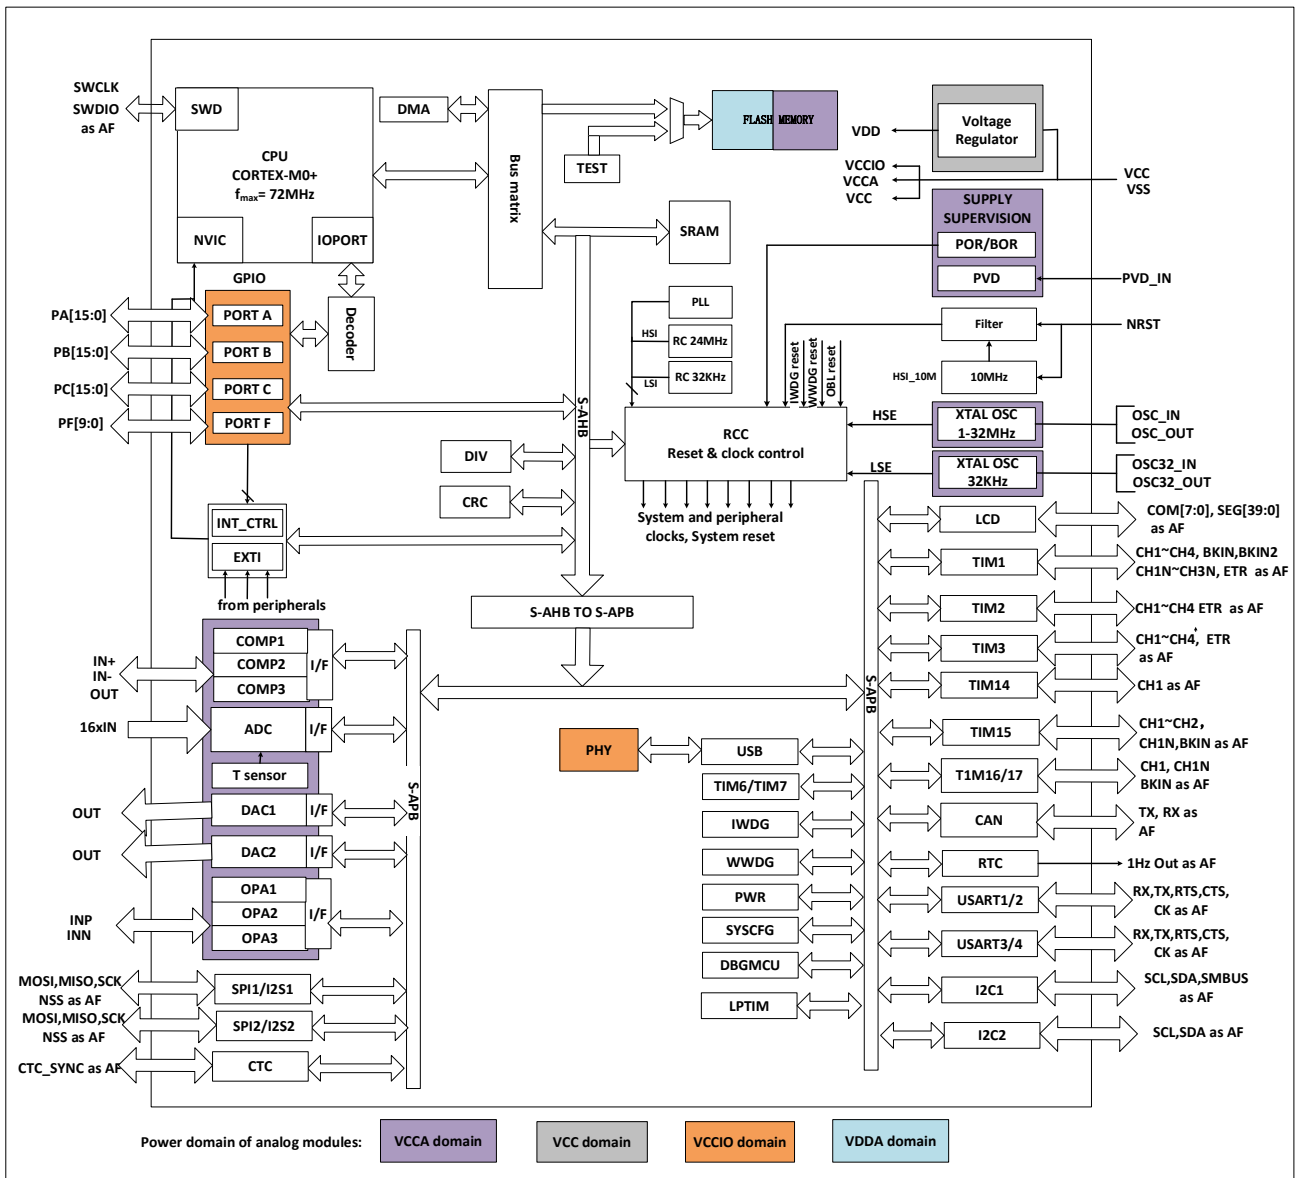 SWCLK
SWDIO
as AF
SWD
CPU
CORTEX-M0+
fmax= 72MHz
NVIC
IOPORT
DMA
Bus matrix
TEST
FLASH MEMORY
Voltage
Regulator
VDD
VCCIO
VCCA
VCC
VCC
VSS
SUPPLY
SUPERVISION
POR/BOR
PVD
PVD_IN
SRAM
GPIO
PORT A
PORT B
PORT C
PORT F
PA[15:0]
PB[15:0]
PC[15:0]
PF[9:0]
Decoder
S-AHB
PLL
HSI
RC 24MHz
LSI
RC 32KHz
IWDG reset
WWDG reset
OBL reset
Filter
NRST
HSI_10M
10MHz
RCC
Reset & clock control
HSE
XTAL OSC
1-32MHz
OSC_IN
OSC_OUT
LSE
XTAL OSC
32KHz
OSC32_IN
OSC32_OUT
DIV
CRC
System and peripheral
clocks, System reset
INT_CTRL
EXTI
from peripherals
S-AHB TO S-APB
COMP1
COMP2
COMP3
I/F
IN+
IN-
OUT
16xIN
ADC
I/F
T sensor
OUT
DAC1
I/F
OUT
DAC2
I/F
INP
INN
OPA1
OPA2
OPA3
I/F
MOSI,MISO,SCK
NSS as AF
SPI1/I2S1
MOSI,MISO,SCK
NSS as AF
SPI2/I2S2
CTC_SYNC as AF
CTC
S-APB
PHY
USB
TIM6/TIM7
IWDG
WWDG
PWR
SYSCFG
DBGMCU
LPTIM
S-APB
LCD
COM[7:0], SEG[39:0]
as AF
TIM1
CH1~CH4, BKIN,BKIN2
CH1N~CH3N, ETR as AF
TIM2
CH1~CH4 ETR as AF
TIM3
CH1~CH4, ETR
as AF
TIM14
CH1 as AF
TIM15
CH1~CH2,
CH1N,BKIN as AF
T1M16/17
CH1, CH1N
BKIN as AF
CAN
TX, RX as
AF
RTC
1Hz Out as AF
USART1/2
RX,TX,RTS,CTS,
CK as AF
USART3/4
RX,TX,RTS,CTS,
CK as AF
I2C1
SCL,SDA,SMBUS
as AF
I2C2
SCL,SDA as AF
Power domain of analog modules:
VCCA domain
VCC domain
VCCIO domain
VDDA domain